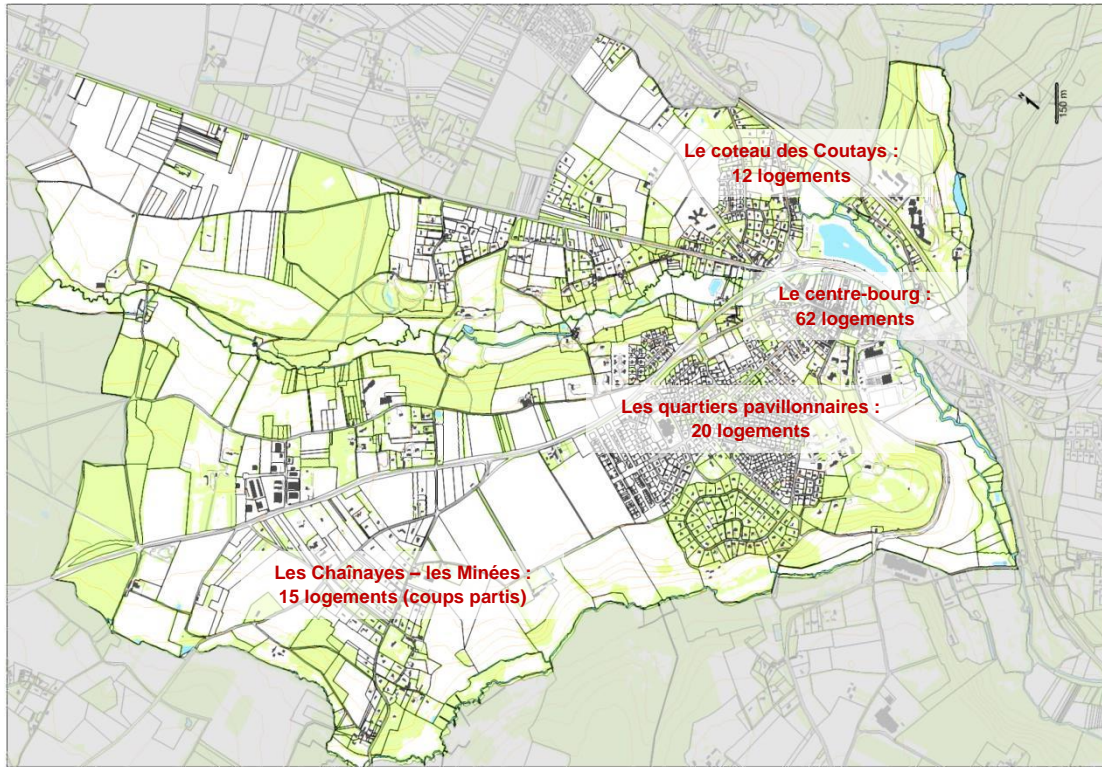 N
150 m
Le coteau des Coutays :
12 logements
Le centre-bourg :
62 logements
Les quartiers pavillonnaires :
20 logements
Les Chaînayes – les Minées :
15 logements (coups partis)